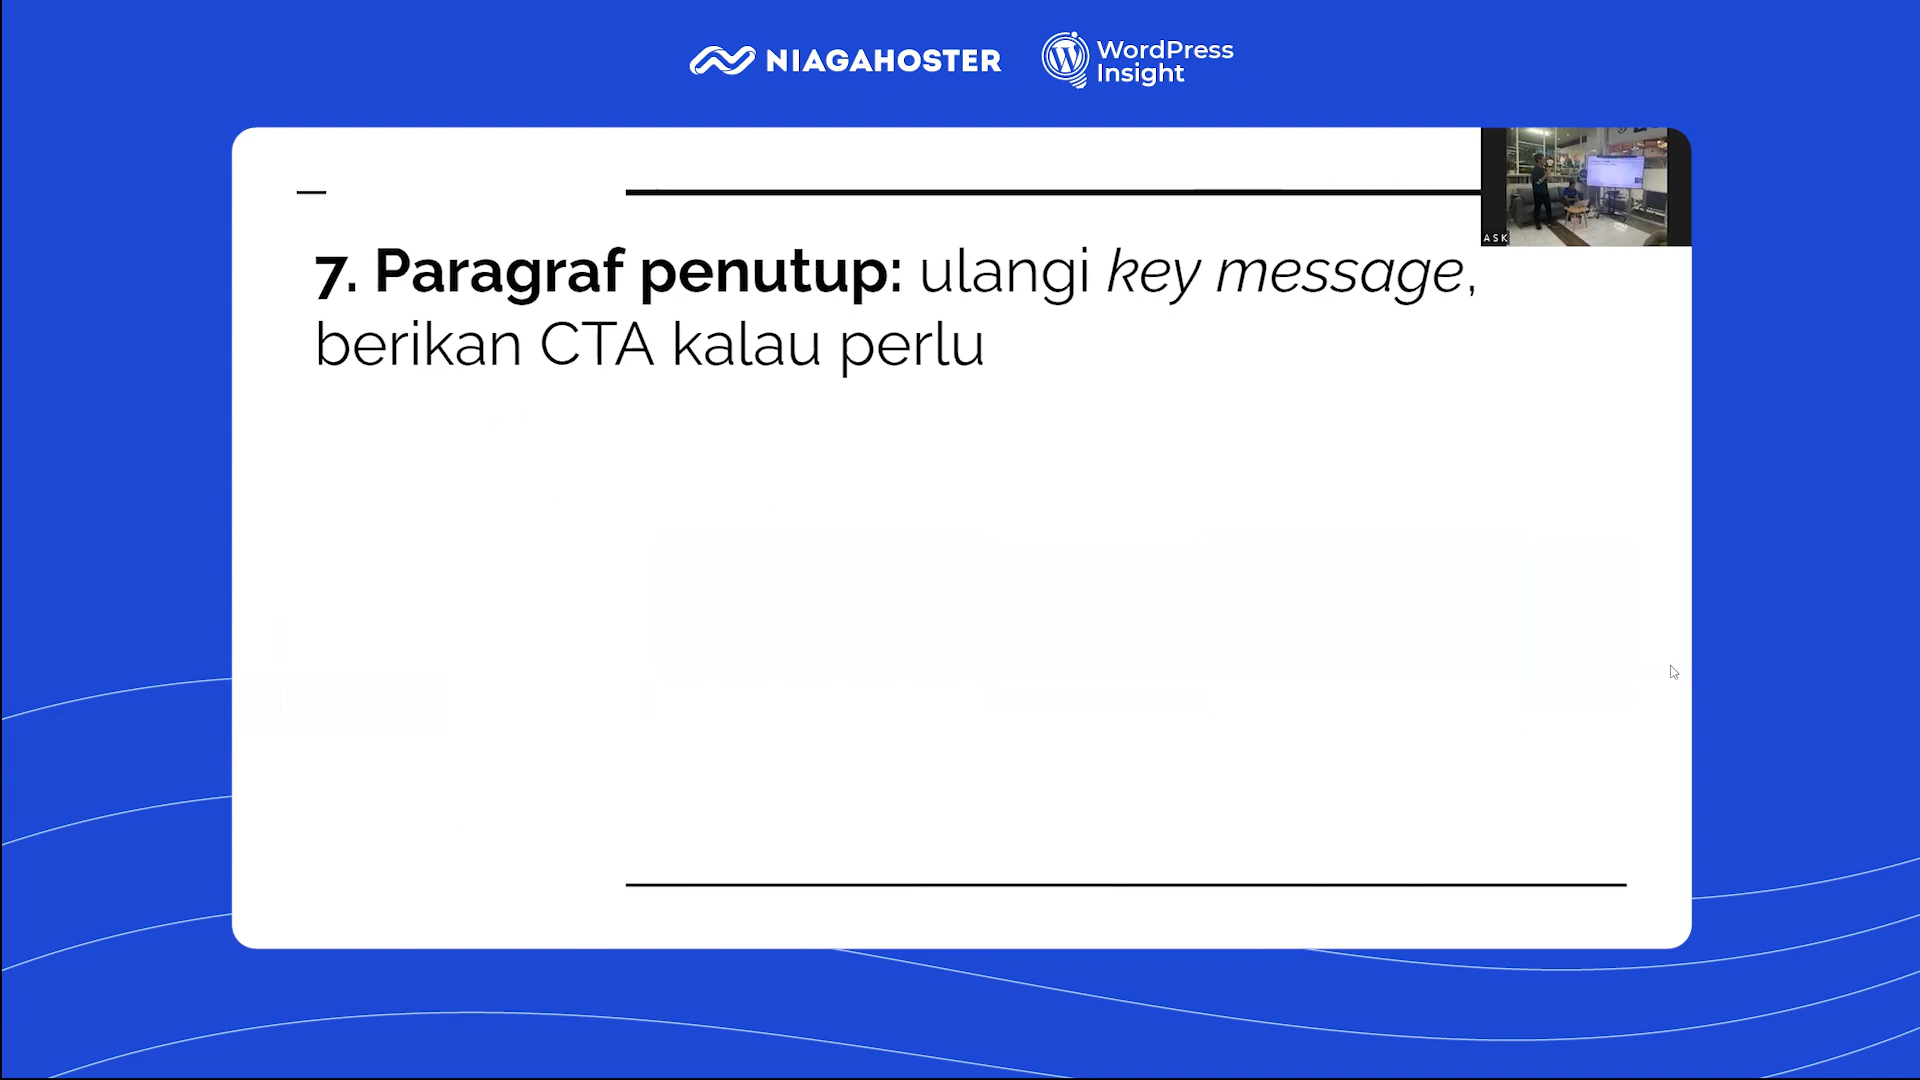 NIAGAHOSTER
WordPress
Insight
7. Paragraf penutup: ulangi key message,
berikan CTA kalau perlu
ASK